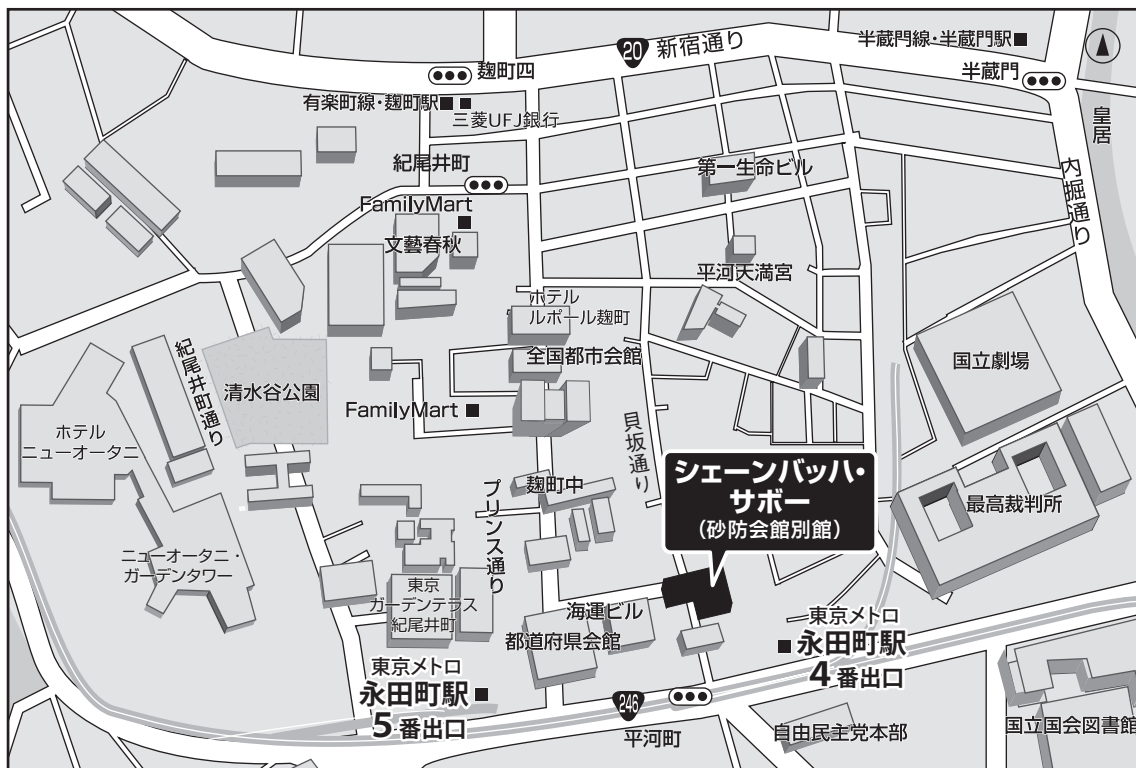 20
新宿通り
半蔵門線・半蔵門駅■
麹町四
半蔵門
有楽町線・麹町駅■
■
三菱UFJ銀行
皇居
内掘通り
紀尾井町
第一生命ビル
FamilyMart
■
文藝春秋
平河天満宮
ホテル
ルポール麹町
全国都市会館
国立劇場
紀尾井町通り
清水谷公園
FamilyMart ■
貝坂通り
ホテル
ニューオータニ
シェーンバッハ・
サボー
(砂防会館別館)
麹町中
プリンス通り
最高裁判所
ニューオータニ・
ガーデンタワー
東京
ガーデンテラス
紀尾井町
海運ビル
都道府県会館
東京メトロ
■永田町駅
4番出口
東京メトロ
永田町駅■
5番出口
246
平河町
自由民主党本部
国立国会図書館